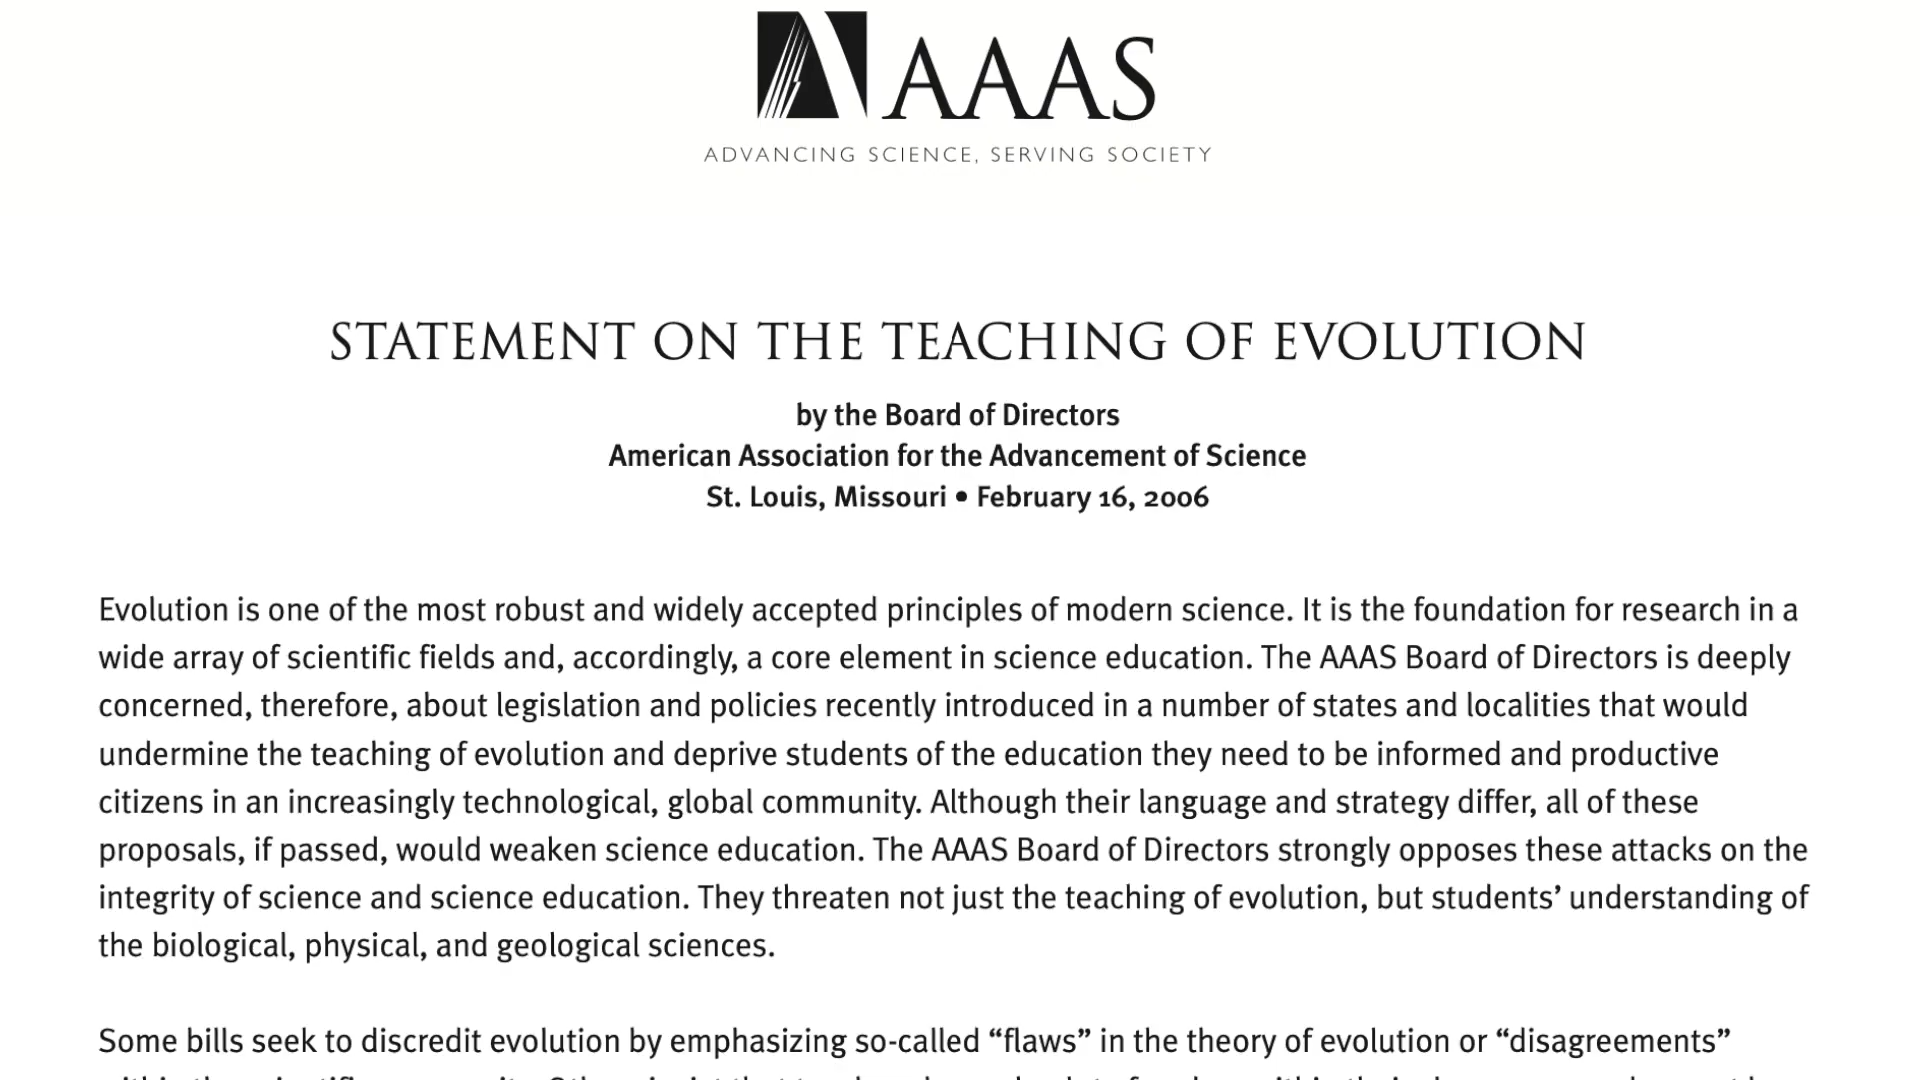 AAAS
ADVANCING SCIENCE, SERVING SOCIETY
STATEMENT ON THE TEACHING OF EVOLUTION
by the Board of Directors
American Association for the Advancement of Science
St. Louis, Missouri • February 16, 2006
Evolution is one of the most robust and widely accepted principles of modern science. It is the foundation for research in a
wide array of scientific fields and, accordingly, a core element in science education. The AAAS Board of Directors is deeply
concerned, therefore, about legislation and policies recently introduced in a number of states and localities that would
undermine the teaching of evolution and deprive students of the education they need to be informed and productive
citizens in an increasingly technological, global community. Although their language and strategy differ, all of these
proposals, if passed, would weaken science education. The AAAS Board of Directors strongly opposes these attacks on the
integrity of science and science education. They threaten not just the teaching of evolution, but students’ understanding of
the biological, physical, and geological sciences.
Some bills seek to discredit evolution by emphasizing so-called “flaws” in the theory of evolution or “disagreements”